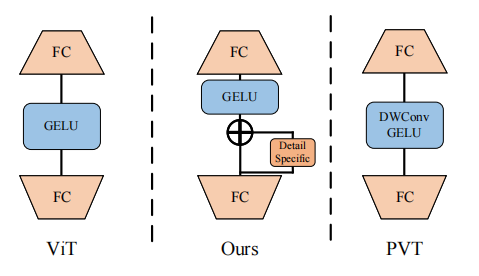 FC
GELU
FC
ViT
FC
GELU
Detail
Specific
FC
Ours
FC
DWConv
GELU
FC
PVT